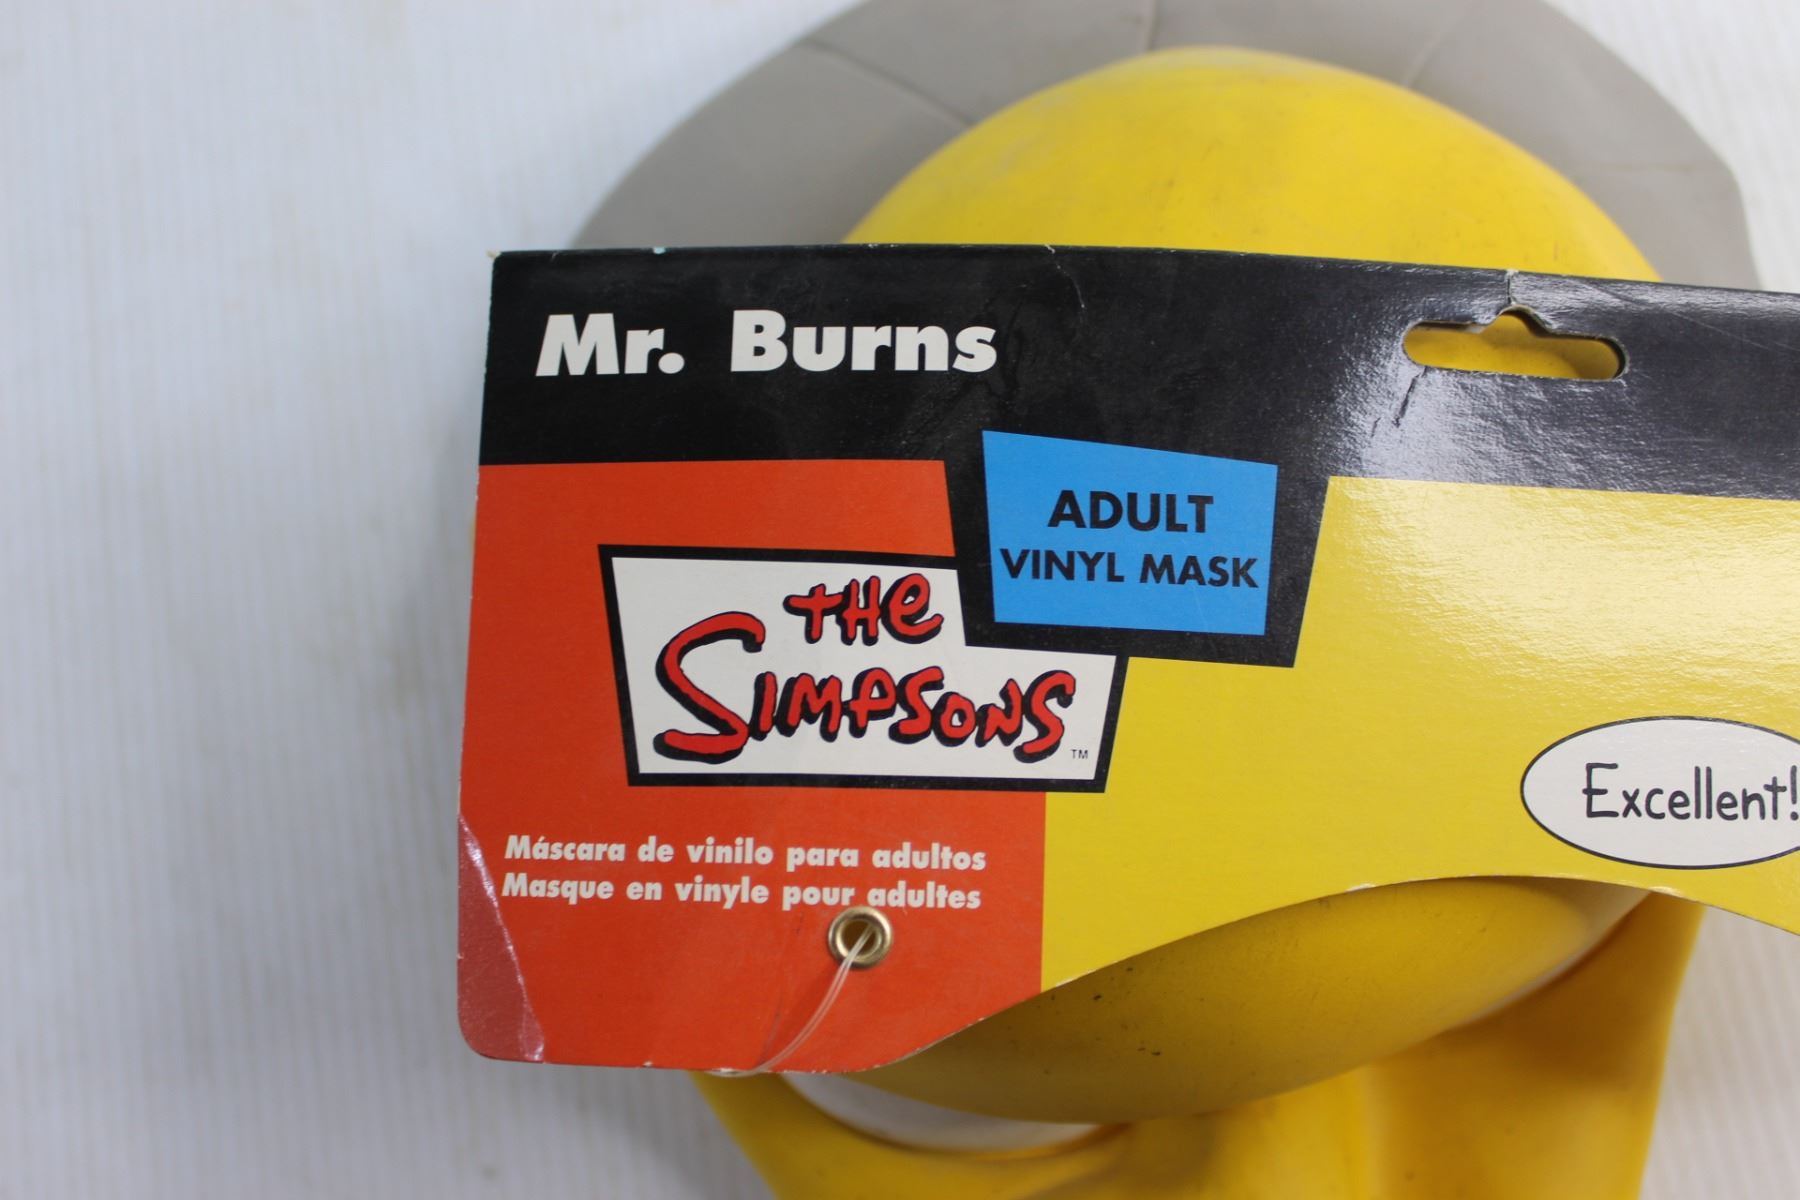 Mr. Burns
ADULT
VINYL MASK
THe
SIMPSONS
TM
Excellent!
Máscara de vinilo para adultos
Masque en vinyle pour adultes